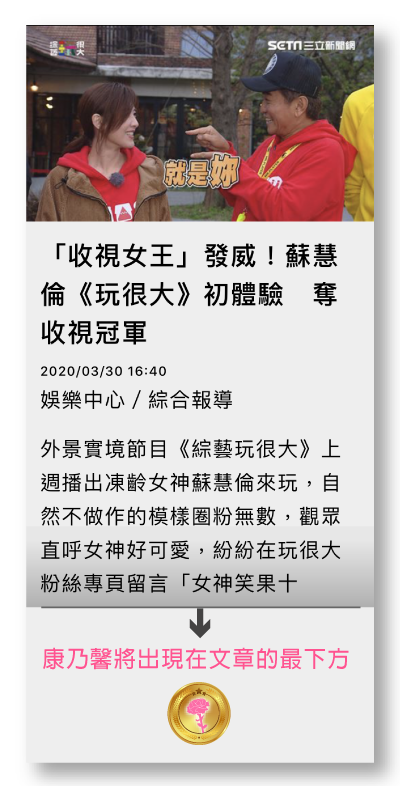 綜藝玩很大
SETN三立新聞網
就是妳
「收視女王」發威！蘇慧
倫《玩很大》初體驗　奪
收視冠軍
2020/03/30 16:40
娛樂中心／綜合報導
外景實境節目《綜藝玩很大》上
週播出凍齡女神蘇慧倫來玩，自
然不做作的模樣圈粉無數，觀眾
直呼女神好可愛，紛紛在玩很大
粉絲專頁留言「女神笑果十
康乃馨將出現在文章的最下方